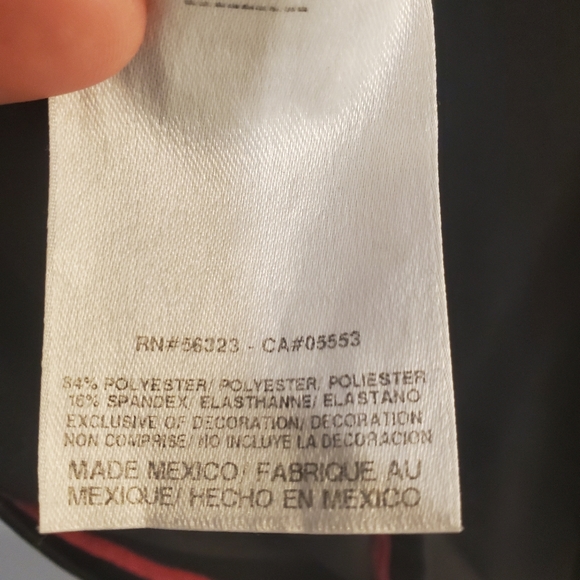 RN#56323 - CA#05553
84% POLYESTER/ POLYESTER/ POLIESTER
16% SPANDEX/ ELASTHANNE/ ELASTANO
EXCLUSIVE OF DECORATION/ DECORATION
NON COMPRISE/ NO INCLUYE LA DECORACION
MADE MEXICO/ FABRIQUE AU
MEXIQUE/ HECHO EN MEXICO